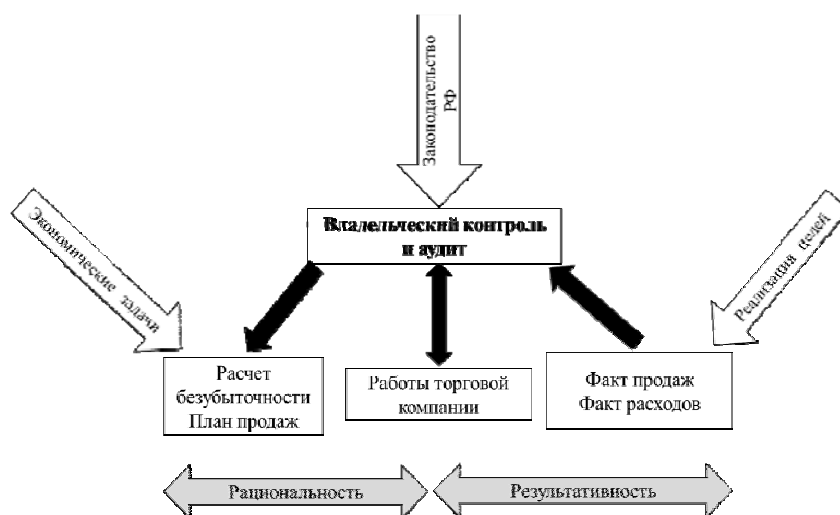 Законодательство
РФ
Владельческий контроль
и аудит
Экономические задачи
Реализация целей
Расчет
безубыточности
План продаж
Работы торговой
компании
Факт продаж
Факт расходов
Рациональность
Результативность